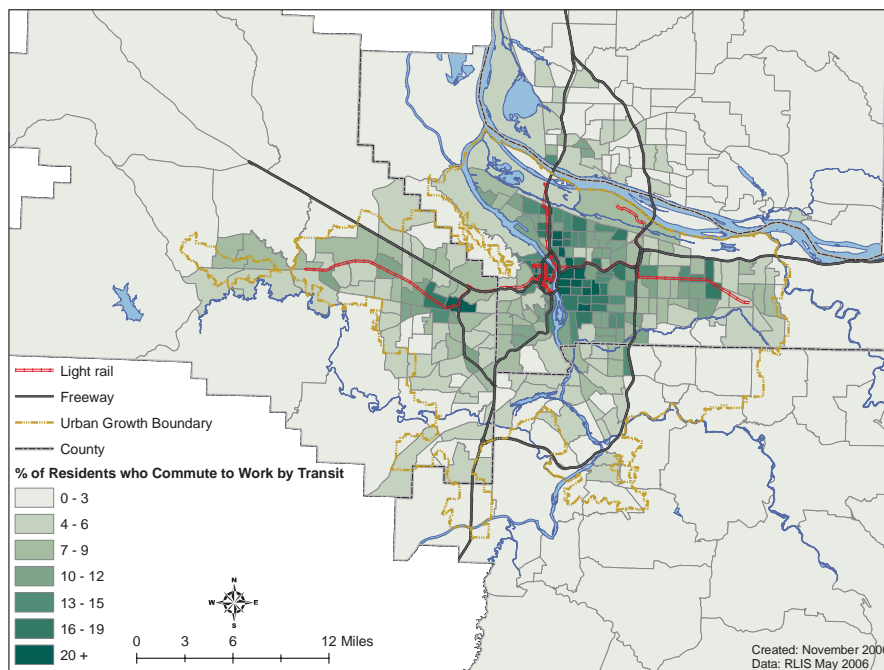 Light rail
Freeway
Urban Growth Boundary
County
% of Residents who Commute to Work by Transit
0 - 3
4 - 6
7 - 9
10 - 12
13 - 15
16 - 19
20 +
N
W E
S
0 3 6 12 Miles
Created: November 2006
Data: RLIS May 2006